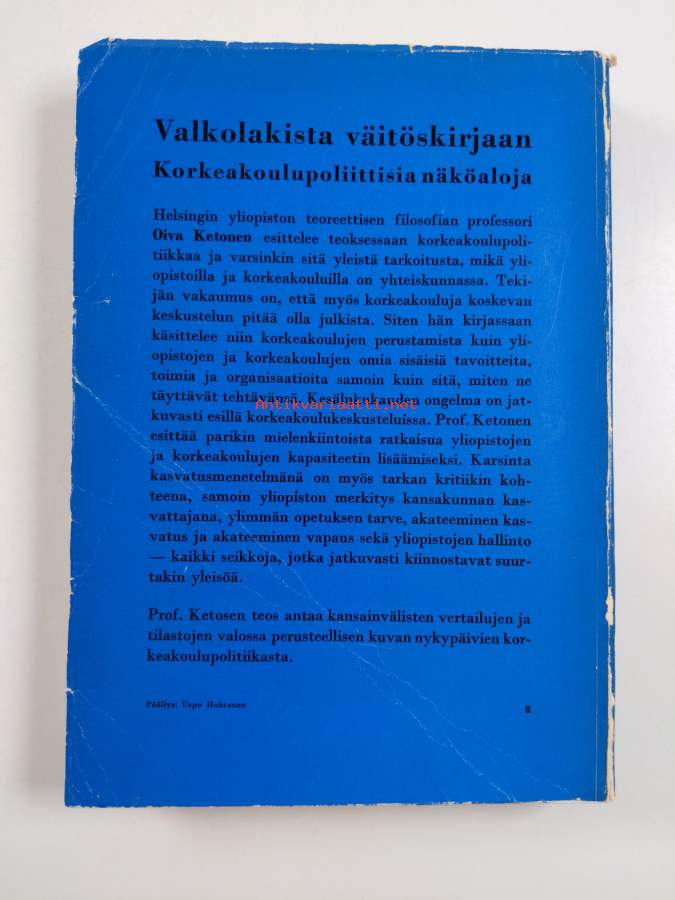 Valkolakista väitöskirjaan
Korkeakoulupoliittisia näköaloja
Helsingin yliopiston teoreettisen filosofian professori
Oiva Ketonen esittelee teoksessaan korkeakoulupoli-
tiikkaa ja varsinkin sitä yleistä tarkoitusta, mikä yli-
opistoilla ja korkeakouluilla on yhteiskunnassa. Teki-
jän vakaumus on, että myös korkeakouluja koskevan
keskustelun pitää olla julkista. Siten hän kirjassaan
käsittelee niin korkeakoulujen perustamista kuin yli-
opistojen ja korkeakoulujen omia sisäisiä tavoitteita,
toimia ja organisaatioita samoin kuin sitä, miten ne
täyttävät tehtävänsä. Kesälukukauden ongelma on jat-
Antikvariaatti.net
kuvasti esillä korkeakoulukeskusteluissa. Prof. Ketonen
esittää parikin mielenkiintoista ratkaisua yliopistojen
ja korkeakoulujen kapasiteetin lisäämiseksi. Karsinta
kasvatusmenetelmänä on myös tarkan kritiikin koh-
teena, samoin yliopiston merkitys kansakunnan kas-
vattajana, ylimmän opetuksen tarve, akateeminen kas-
vatus ja akateeminen vapaus sekä yliopistojen hallinto
— kaikki seikkoja, jotka jatkuvasti kiinnostavat suur-
takin yleisöä.
Prof. Ketosen teos antaa kansainvälisten vertailujen ja
tilastojen valossa perusteellisen kuvan nykypäivien kor-
keakoulupolitiikasta.
Päällys: Urpo Huhtanen
8